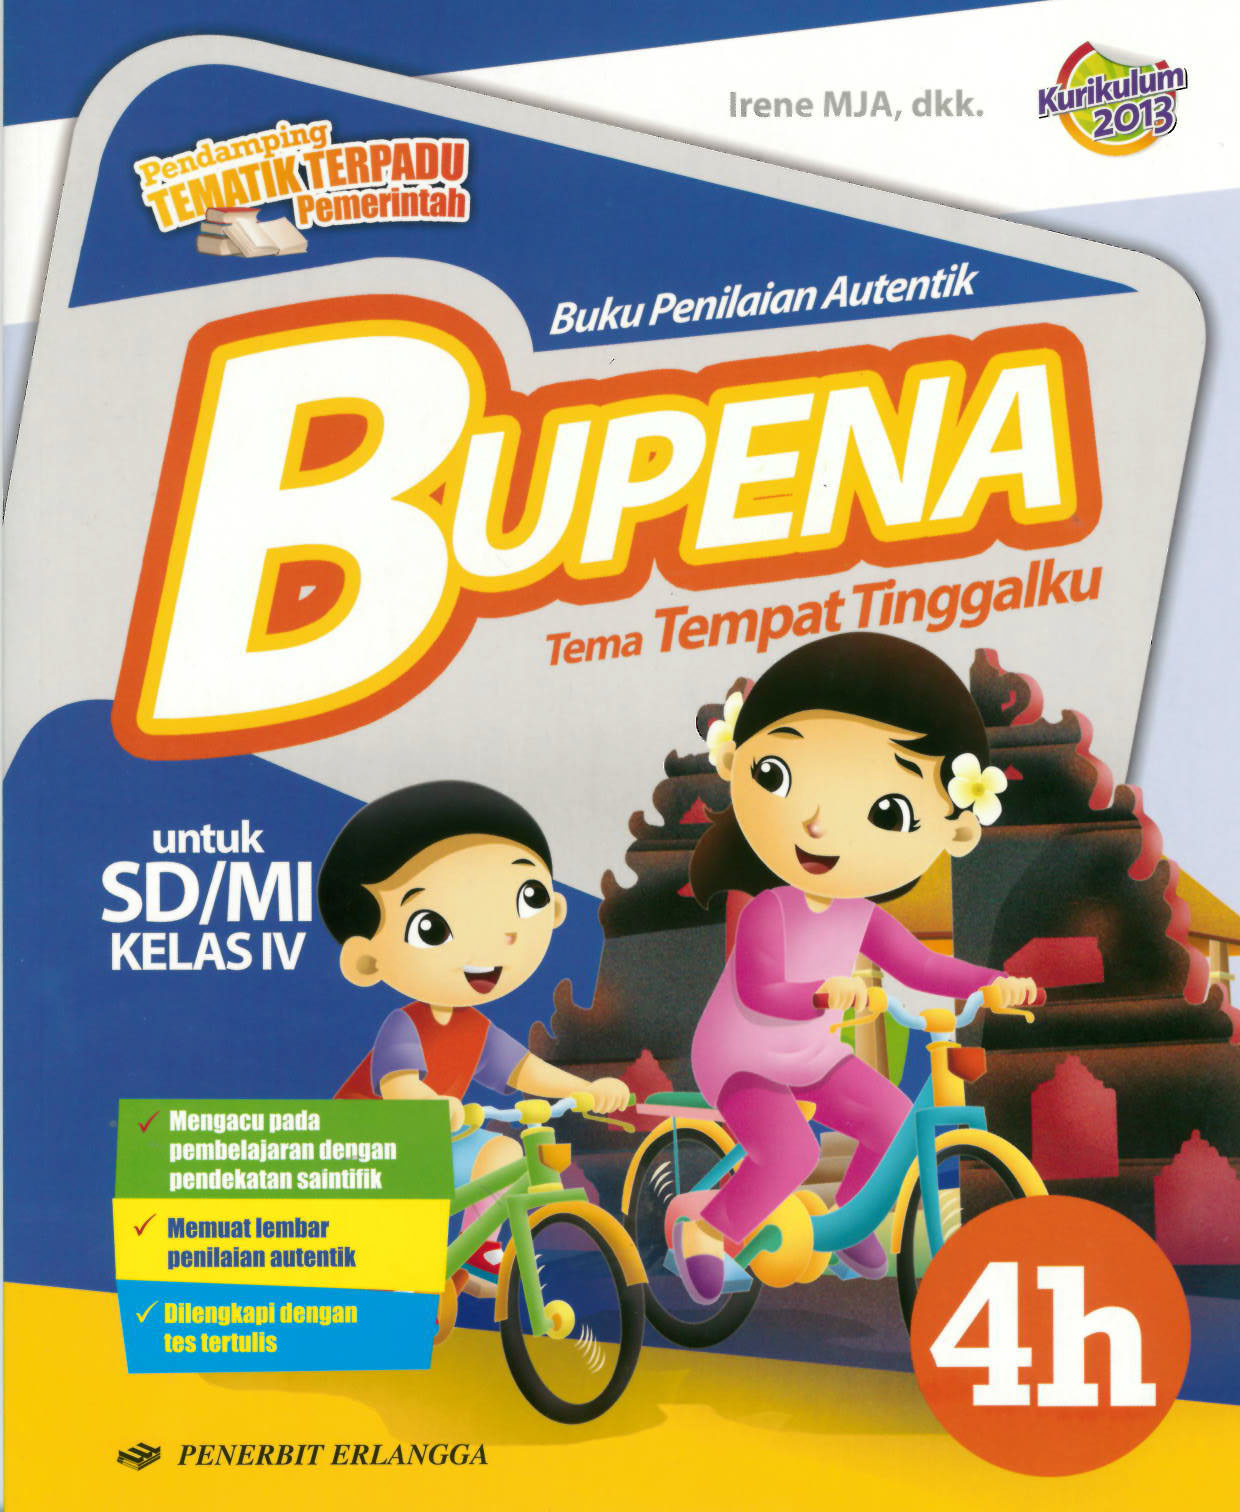 Irene MJA, dkk.
Kurikulum
2013
Pendamping
TEMATIK TERPADU
Pemerintah
Buku Penilaian Autentik
BUPENA
Tema Tempat Tinggalku
untuk
SD/MI
KELAS IV
Mengacu pada
pembelajaran dengan
pendekatan saintifik
Memuat lembar
penilaian autentik
Dilengkapi dengan
tes tertulis
4h
PENERBIT ERLANGGA